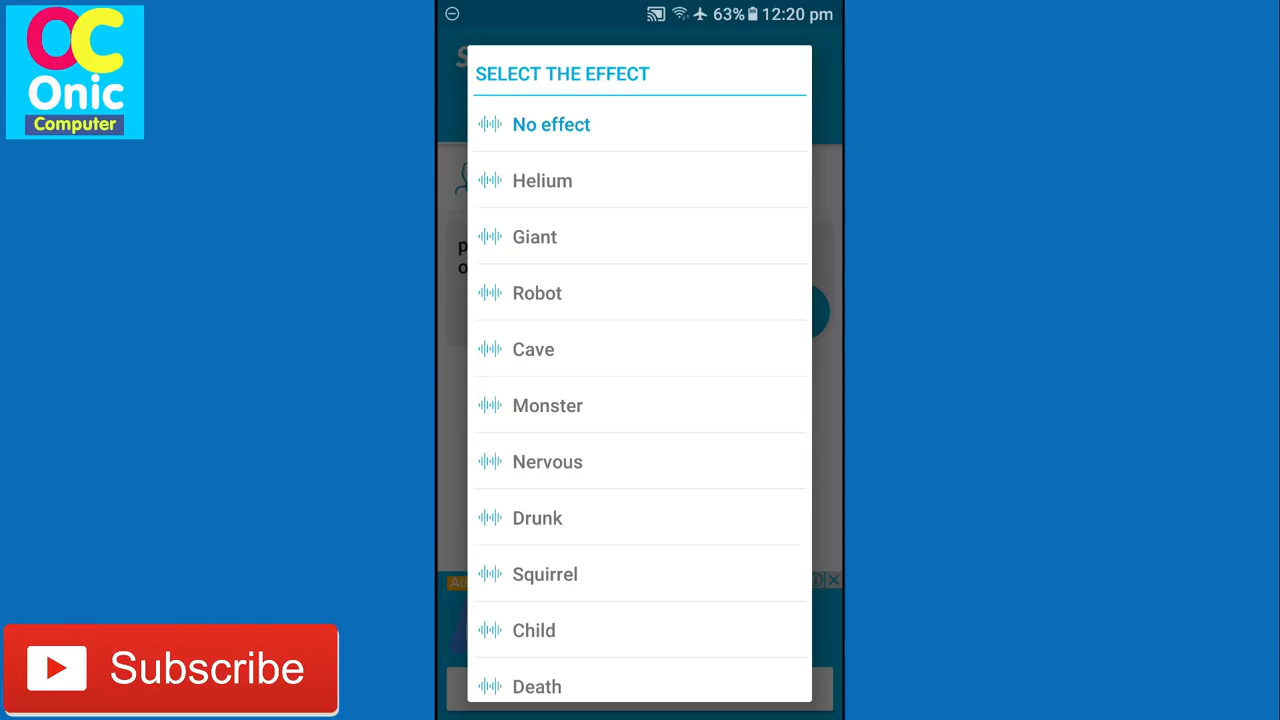 OC
Onic
Computer
63% 12:20 pm
SELECT THE EFFECT
No effect
Helium
Giant
Robot
Cave
Monster
Nervous
Drunk
Squirrel
Child
Death
Subscribe